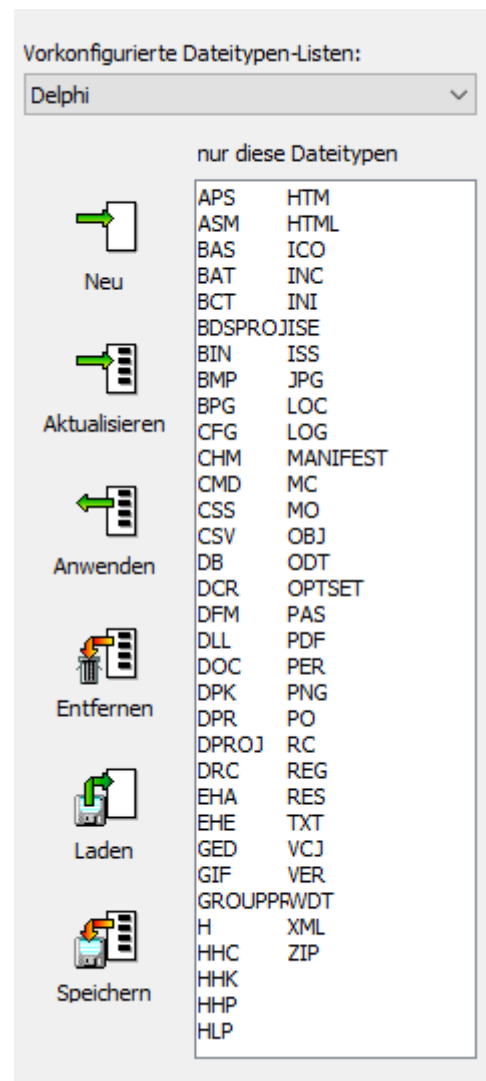 Vorkonfigurierte Dateitypen-Listen:
Delphi
nur diese Dateitypen
Neu
Aktualisieren
Anwenden
Entfernen
Laden
Speichern
APS HTM
ASM HTML
BAS ICO
BAT INC
BCT INI
BDSPROJ ISE
BIN ISS
BMP JPG
BPG LOC
CFG LOG
CHM MANIFEST
CMD MC
CSS MO
CSV OBJ
DB ODT
DCR OPTSET
DFM PAS
DLL PDF
DOC PER
DPK PNG
DPR PO
DPROJ RC
DRC REG
EHA RES
EHE TXT
GED VCJ
GIF VER
GROUPPR WDT
H XML
HHC ZIP
HHK
HHP
HLP